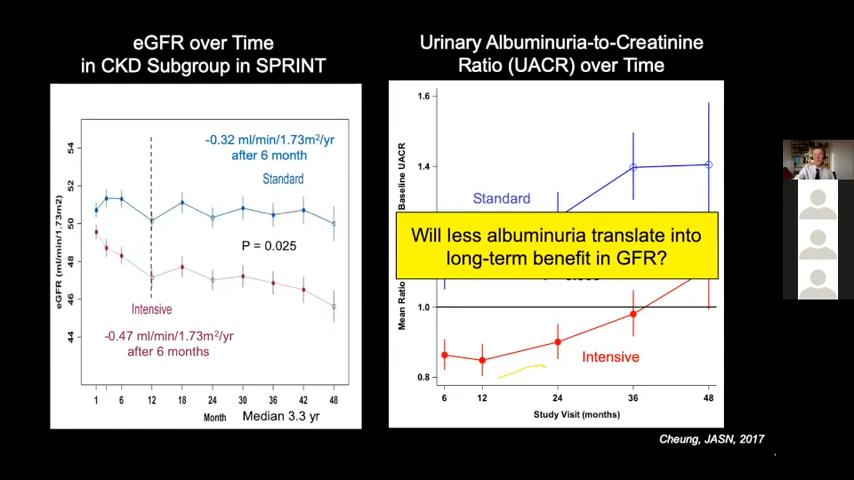 eGFR over Time
in CKD Subgroup in SPRINT
Urinary Albuminuria-to-Creatinine
Ratio (UACR) over Time
-0.32 ml/min/1.73m²/yr
after 6 month
Standard
P = 0.025
Intensive
-0.47 ml/min/1.73m²/yr
after 6 months
eGFR (ml/min/1.73m2)
54
52
50
48
46
44
1
6
12
18
24
30
36
42
48
Month
Median 3.3 yr
1.6
1.4
1.0
0.8
Baseline UACR
Mean Ratio
Standard
Will less albuminuria translate into
long-term benefit in GFR?
Intensive
6
12
24
36
48
Study Visit (months)
Cheung, JASN, 2017